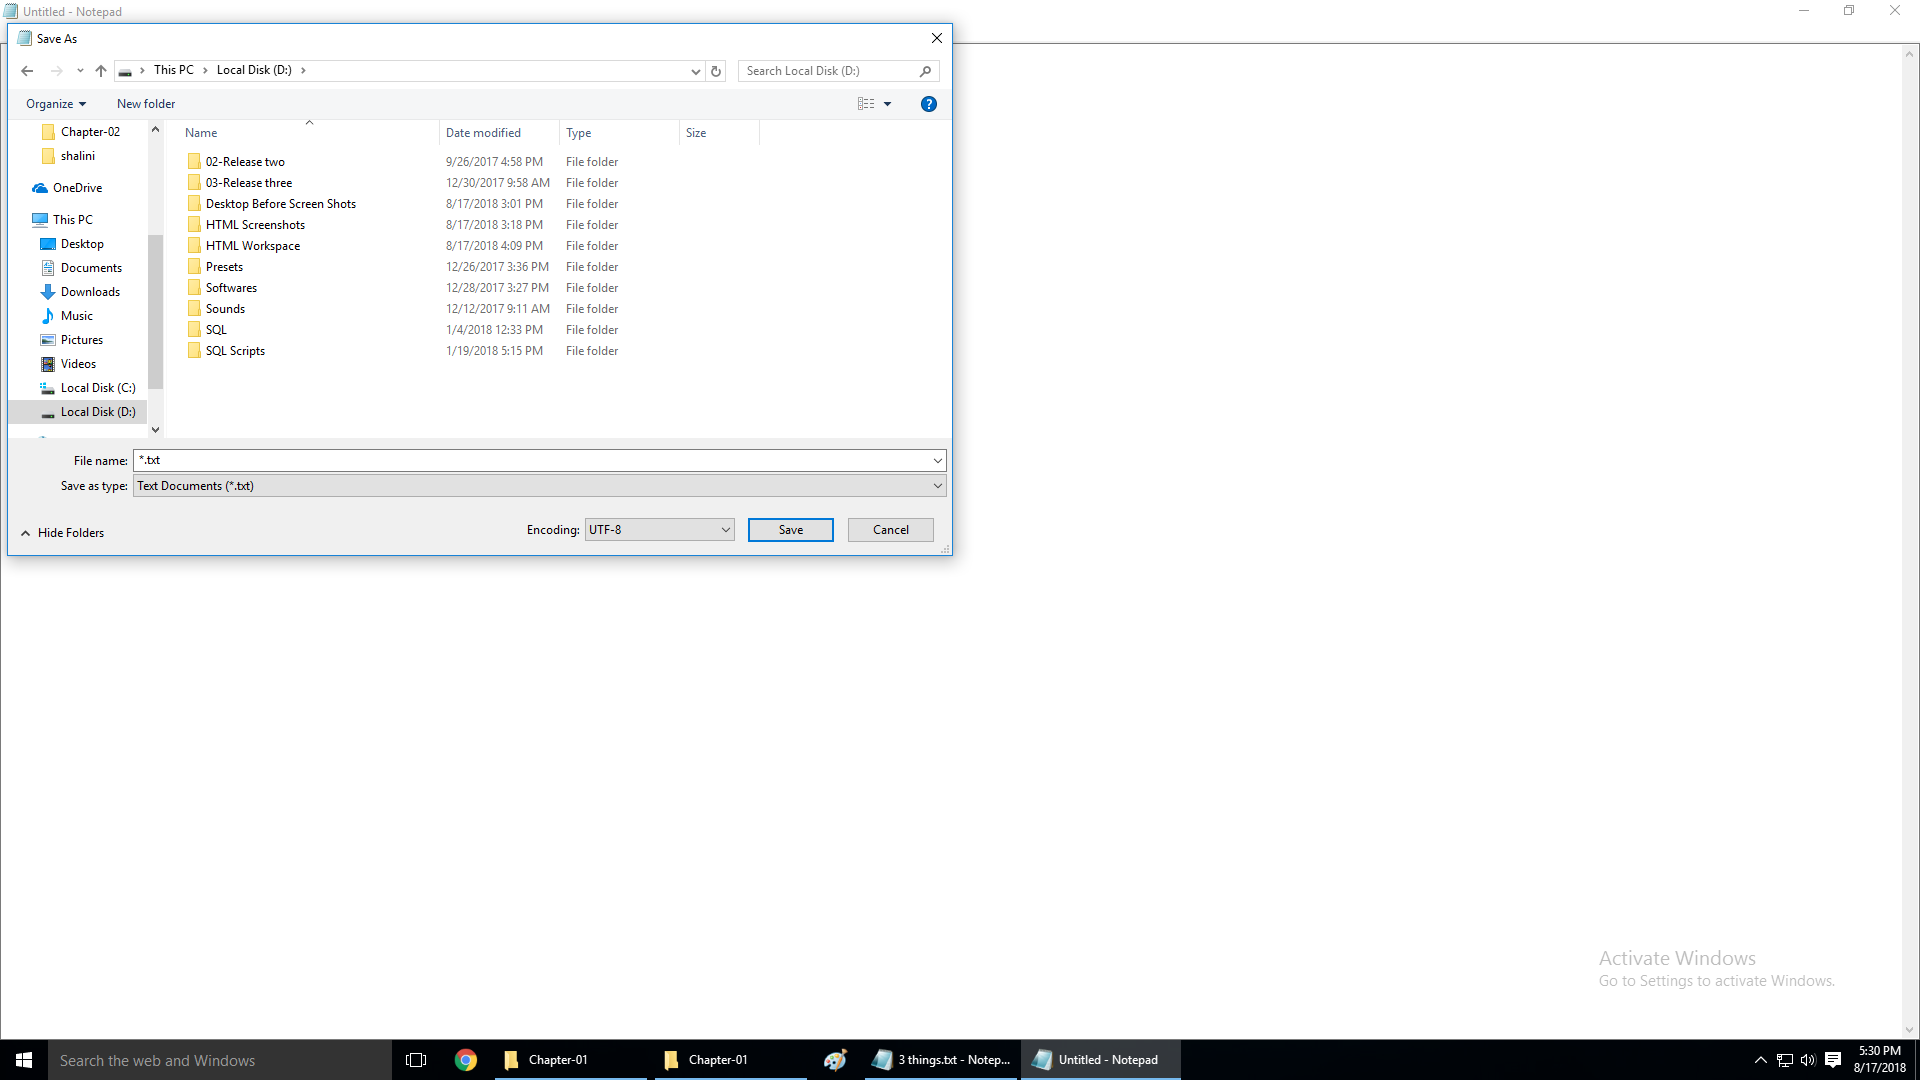 Untitled - Notepad
Save As
This PC Local Disk (D:)
Search Local Disk (D:)
Organize New folder
Chapter-02
shalini
OneDrive
This PC
Desktop
Documents
Downloads
Music
Pictures
Videos
Local Disk (C:)
Local Disk (D:)
Name Date modified Type Size
02-Release two 9/26/2017 4:58 PM File folder
03-Release three 12/30/2017 9:58 AM File folder
Desktop Before Screen Shots 8/17/2018 3:01 PM File folder
HTML Screenshots 8/17/2018 3:18 PM File folder
HTML Workspace 8/17/2018 4:09 PM File folder
Presets 12/26/2017 3:36 PM File folder
Softwares 12/28/2017 3:27 PM File folder
Sounds 12/12/2017 9:11 AM File folder
SQL 1/4/2018 12:33 PM File folder
SQL Scripts 1/19/2018 5:15 PM File folder
File name: *.txt
Save as type: Text Documents (*.txt)
Hide Folders Encoding: UTF-8 Save Cancel
Activate Windows
Go to Settings to activate Windows.
Search the web and Windows Chapter-01 Chapter-01 3 things.txt - Notep... Untitled - Notepad
5:30 PM
8/17/2018